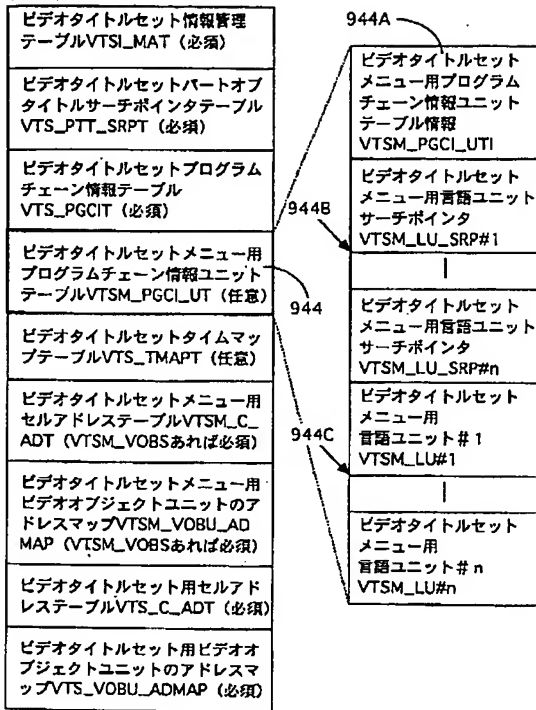 ビデオタイトルセット情報管理
テーブルVTSI_MAT（必須）
ビデオタイトルセットパートオブ
タイトルサーチポインタテーブル
VTS_PTT_SRPT（必須）
ビデオタイトルセットプログラム
チェーン情報テーブル
VTS_PGCIT（必須）
ビデオタイトルセットメニュー用
プログラムチェーン情報ユニット
テーブルVTSM_PGCI_UT（任意）
ビデオタイトルセットタイムマッ
プテーブルVTS_TMAPT（任意）
ビデオタイトルセットメニュー用
セルアドレステーブルVTSM_C_
ADT（VTSM_VOBSあれば必須）
ビデオタイトルセットメニュー用
ビデオオブジェクトユニットのア
ドレスマップVTSM_VOBU_AD
MAP（VTSM_VOBSあれば必須）
ビデオタイトルセット用セルアド
レステーブルVTS_C_ADT（必須）
ビデオタイトルセット用ビデオオ
ブジェクトユニットのアドレスマ
ップVTS_VOBU_ADMAP（必須）
944
944A
ビデオタイトルセット
メニュー用プログラム
チェーン情報ユニット
テーブル情報
VTSM_PGCI_UTI
944B
ビデオタイトルセット
メニュー用言語ユニット
サーチポインタ
VTSM_LU_SRP#1
ビデオタイトルセット
メニュー用言語ユニット
サーチポインタ
VTSM_LU_SRP#n
944C
ビデオタイトルセット
メニュー用
言語ユニット＃1
VTSM_LU#1
ビデオタイトルセット
メニュー用
言語ユニット＃n
VTSM_LU#n